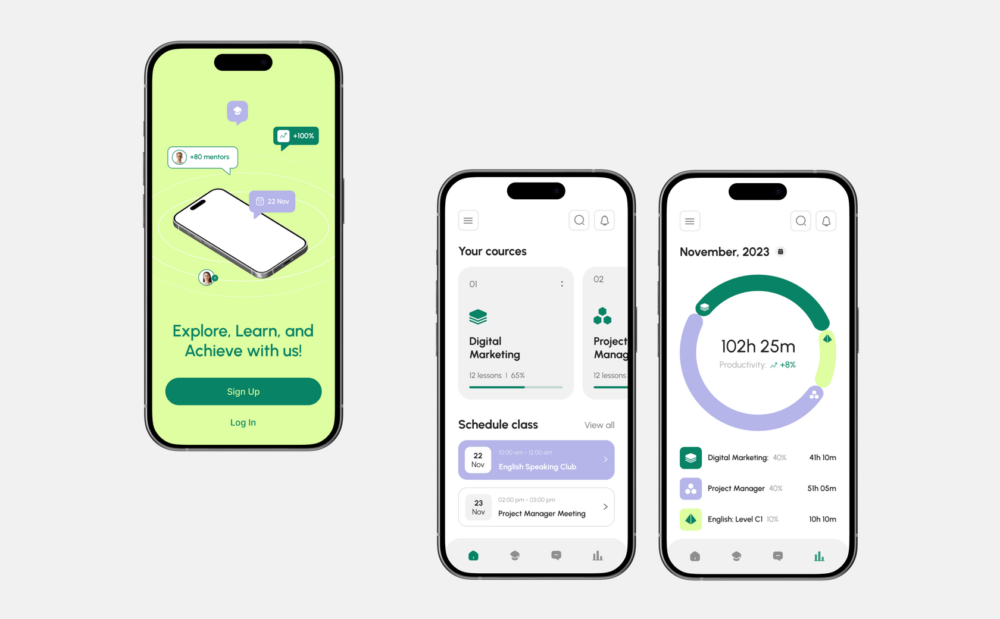 +100%
+80 mentors
22 Nov
Explore, Learn, and
Achieve with us!
Sign Up
Log In
Your cources
01
02
Digital
Marketing
Project
Manag
12 lessons | 65%
12 lessons
Schedule class
View all
22
Nov
10:00 am - 12:00 am
English Speaking Club
23
Nov
02:00 pm - 03:00 pm
Project Manager Meeting
November, 2023
102h 25m
Productivity: +8%
Digital Marketing: 40% 41h 10m
Project Manager 40% 51h 05m
English: Level C1 10% 10h 10m